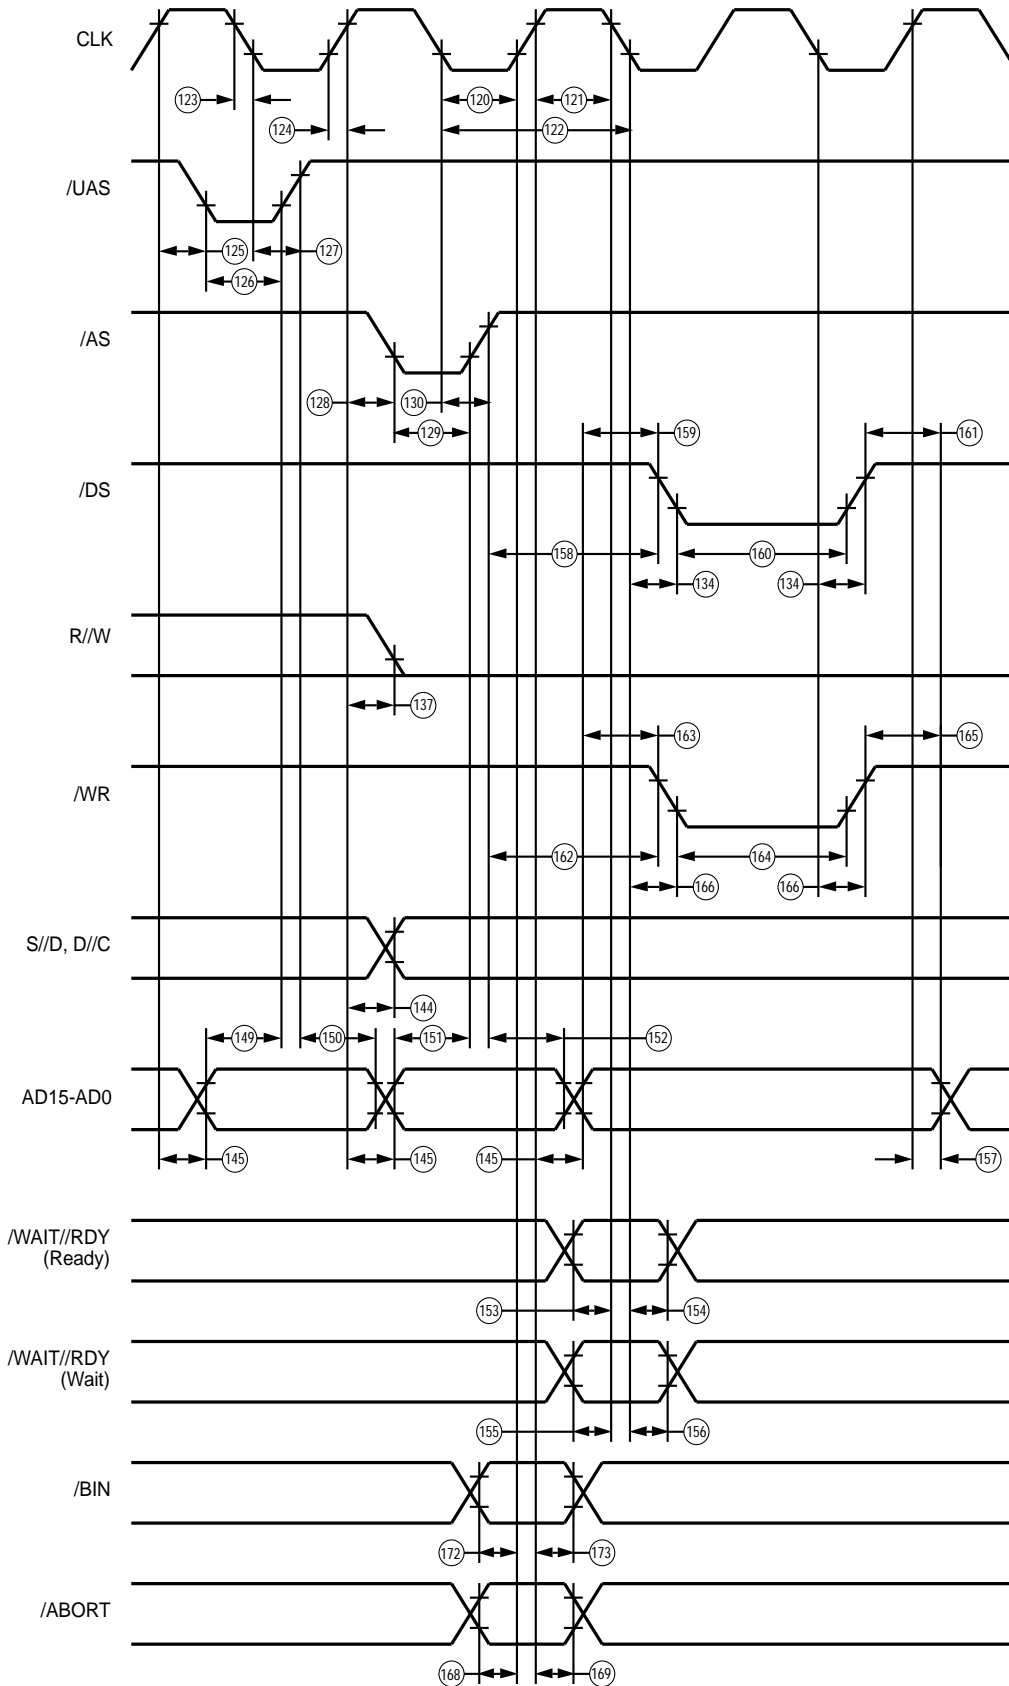 CLK
123
120
121
124
122
/UAS
125
127
126
/AS
128
130
129
159
161
/DS
158
160
134
134
R//W
137
163
165
/WR
162
164
166
166
S//D, D//C
144
149
150
151
152
AD15-AD0
145
145
145
157
/WAIT//RDY
(Ready)
153
154
/WAIT//RDY
(Wait)
155
156
/BIN
172
173
/ABORT
168
169